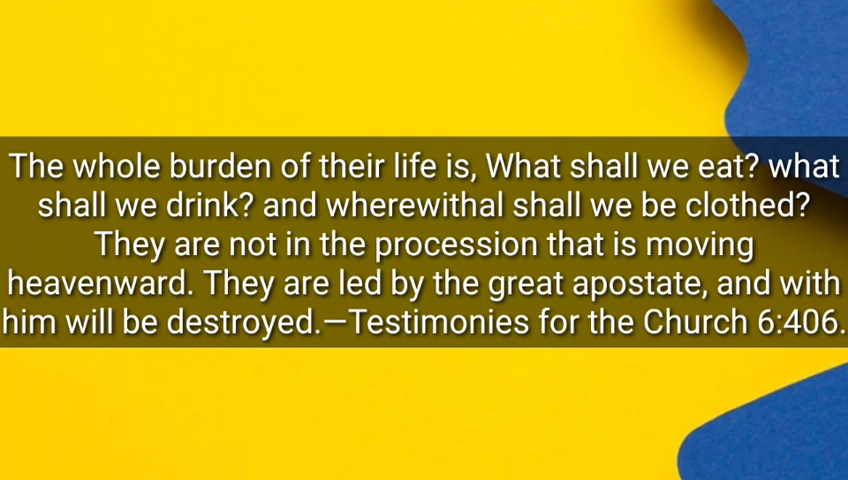 The whole burden of their life is, What shall we eat? what
shall we drink? and wherewithal shall we be clothed?
They are not in the procession that is moving
heavenward. They are led by the great apostate, and with
him will be destroyed.—Testimonies for the Church 6:406.